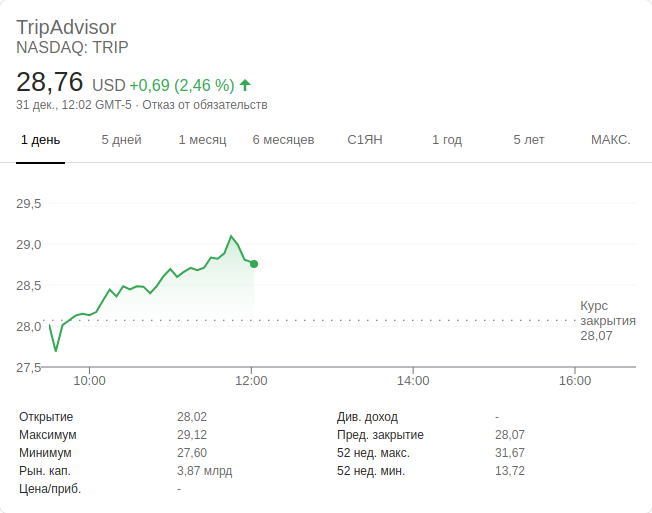 TripAdvisor
NASDAQ: TRIP
28,76 USD +0,69 (2,46 %)
31 дек., 12:02 GMT-5 · Отказ от обязательств
1 день 5 дней 1 месяц 6 месяцев С1ЯН 1 год 5 лет МАКС.
29,5
29,0
28,5
28,0
27,5
Курс
закрытия
28,07
10:00 12:00 14:00 16:00
Открытие 28,02 Див. доход -
Максимум 29,12 Пред. закрытие 28,07
Минимум 27,60 52 нед. макс. 31,67
Рын. кап. 3,87 млрд 52 нед. мин. 13,72
Цена/приб. -